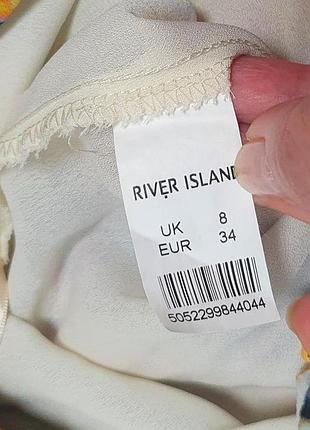 RIVER ISLAND
UK 8
EUR 34
5052299844044